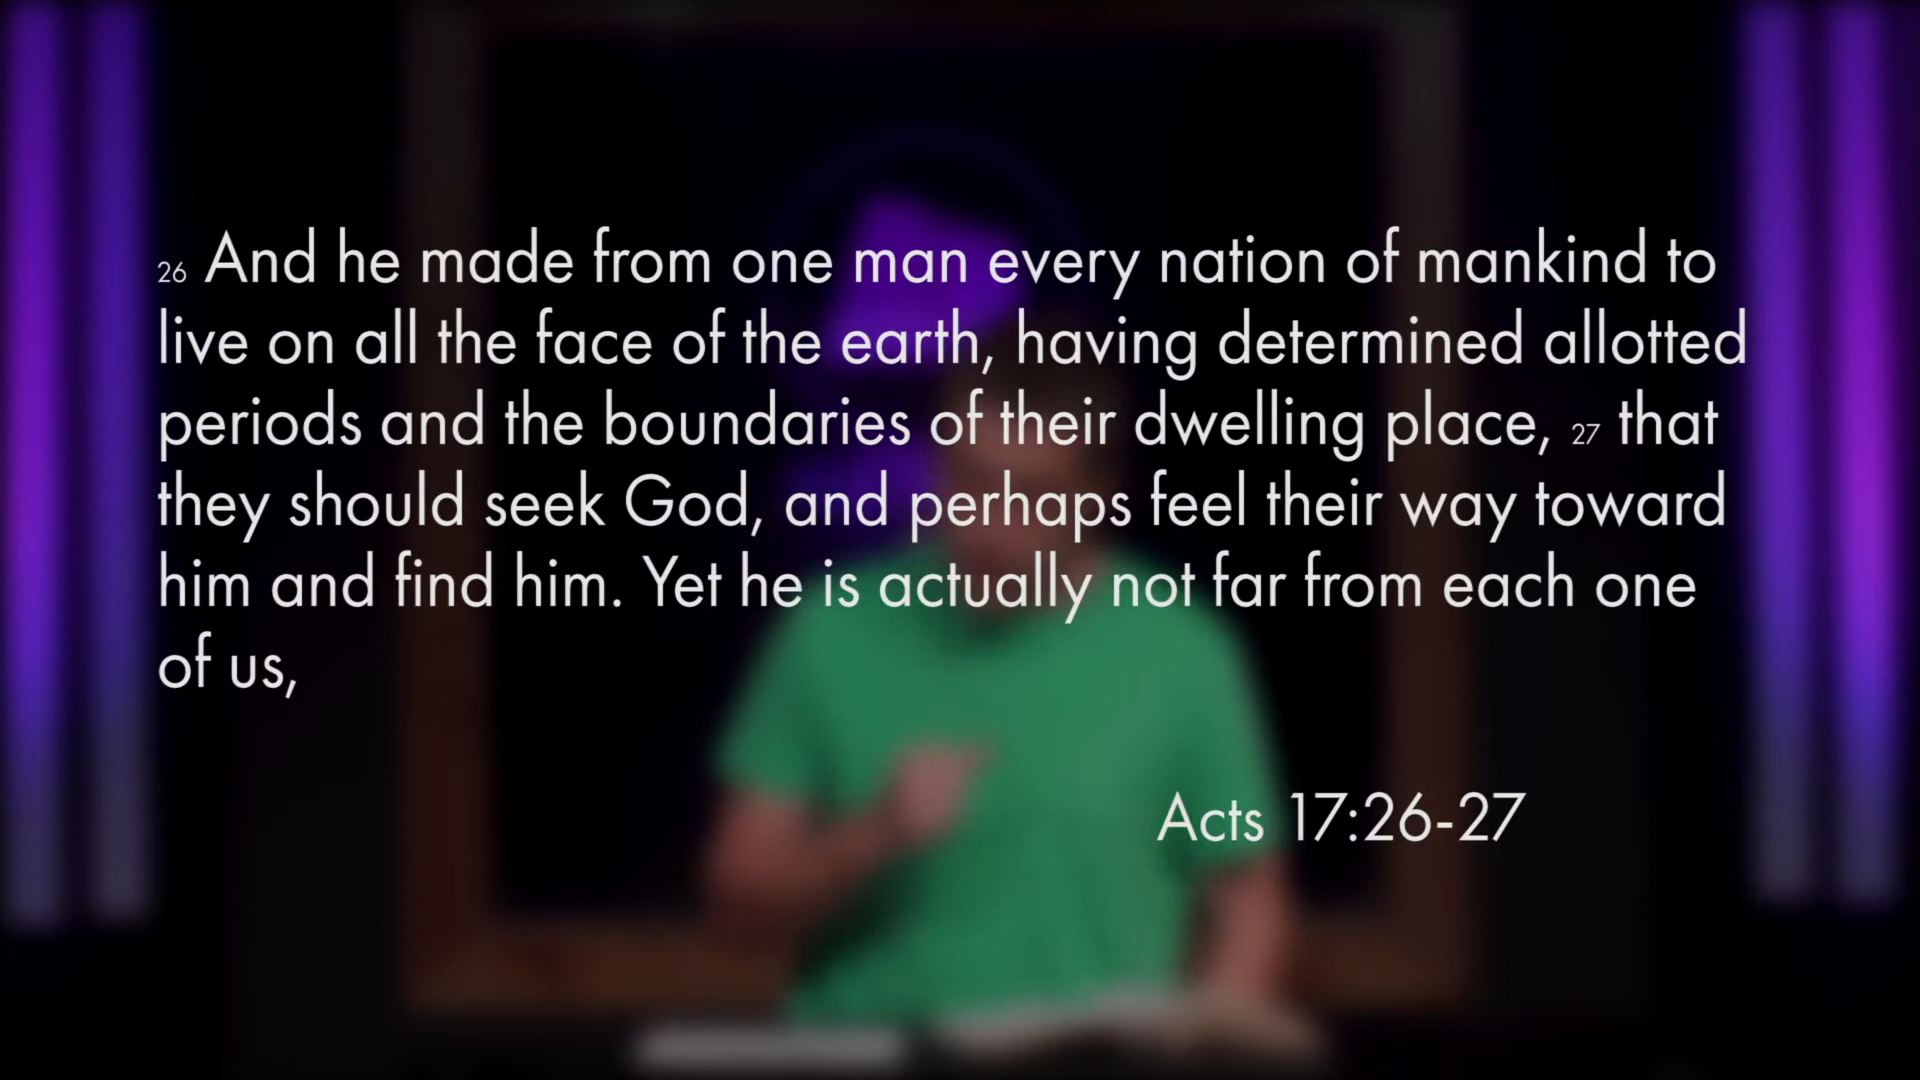 26 And he made from one man every nation of mankind to
live on all the face of the earth, having determined allotted
periods and the boundaries of their dwelling place, 27 that
they should seek God, and perhaps feel their way toward
him and find him. Yet he is actually not far from each one
of us,
Acts 17:26-27